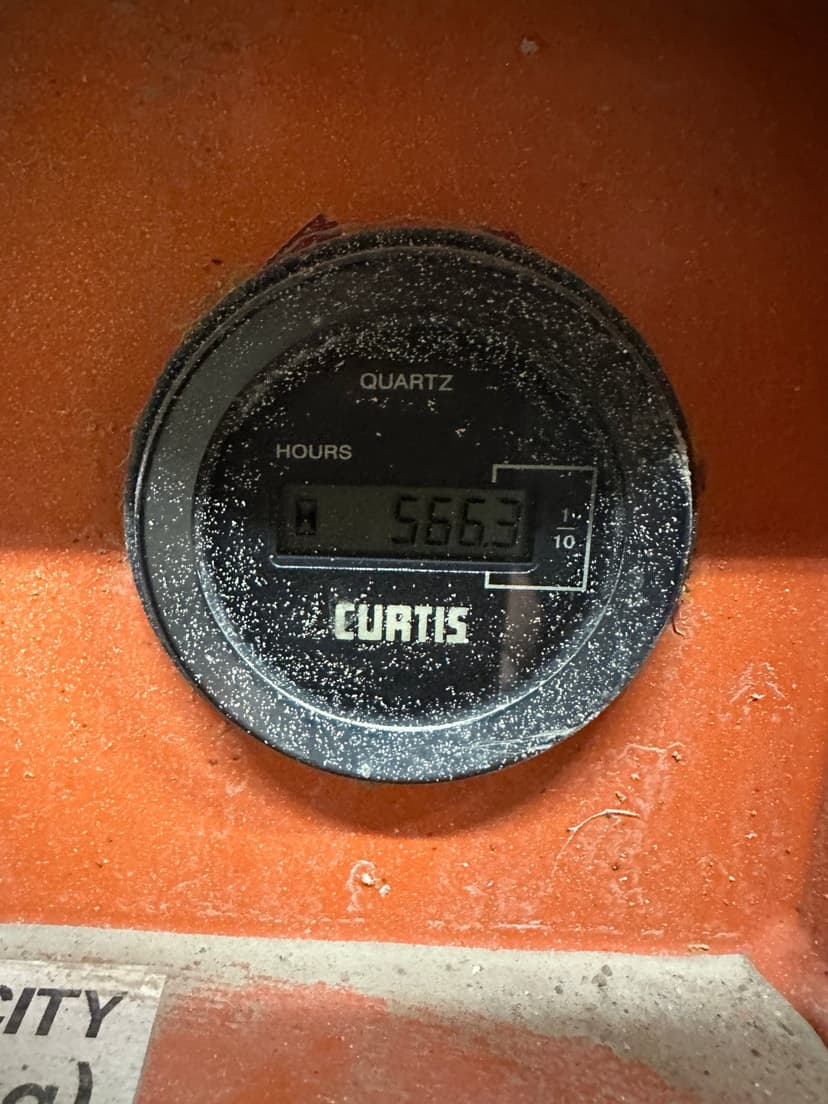 QUARTZ
HOURS
566.3
1
10
CURTIS
CITY
g)